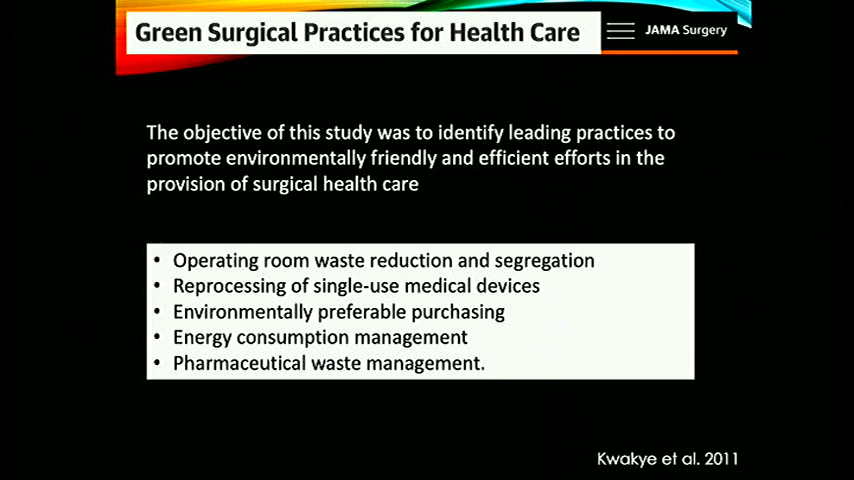 Green Surgical Practices for Health Care
JAMA Surgery
The objective of this study was to identify leading practices to
promote environmentally friendly and efficient efforts in the
provision of surgical health care
• Operating room waste reduction and segregation
• Reprocessing of single-use medical devices
• Environmentally preferable purchasing
• Energy consumption management
• Pharmaceutical waste management.
Kwakye et al. 2011